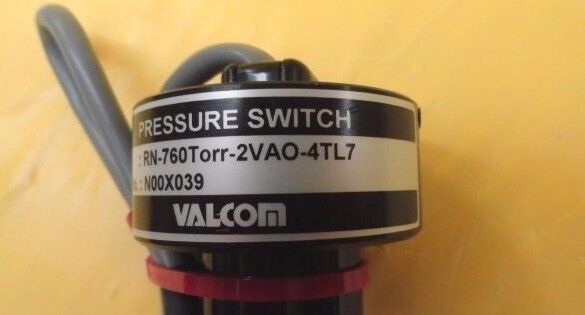 PRESSURE SWITCH
: RN-760Torr-2VAO-4TL7
: N00X039
VALCOM